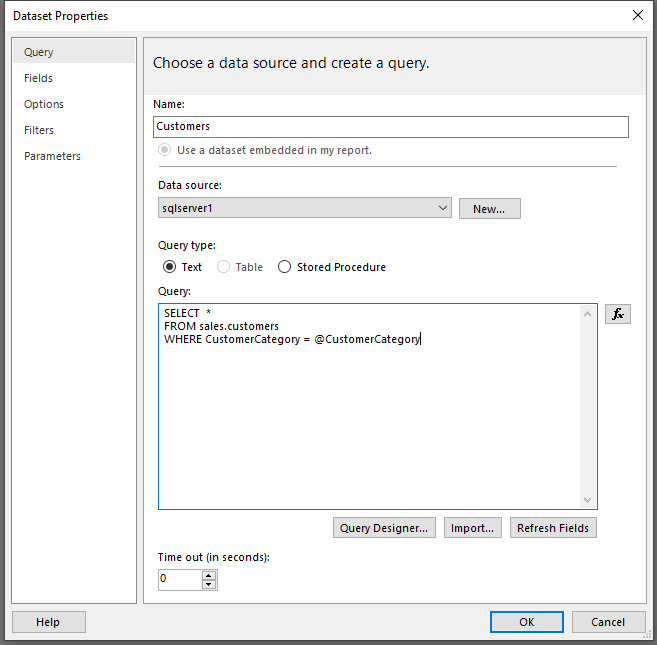 Dataset Properties
Query
Fields
Options
Filters
Parameters
Choose a data source and create a query.
Name:
Customers
Use a dataset embedded in my report.
Data source:
sqlserver1
New...
Query type:
Text
Table
Stored Procedure
Query:
fx
SELECT *
FROM sales.customers
WHERE CustomerCategory = @CustomerCategory
Query Designer...
Import...
Refresh Fields
Time out (in seconds):
0
Help
OK
Cancel